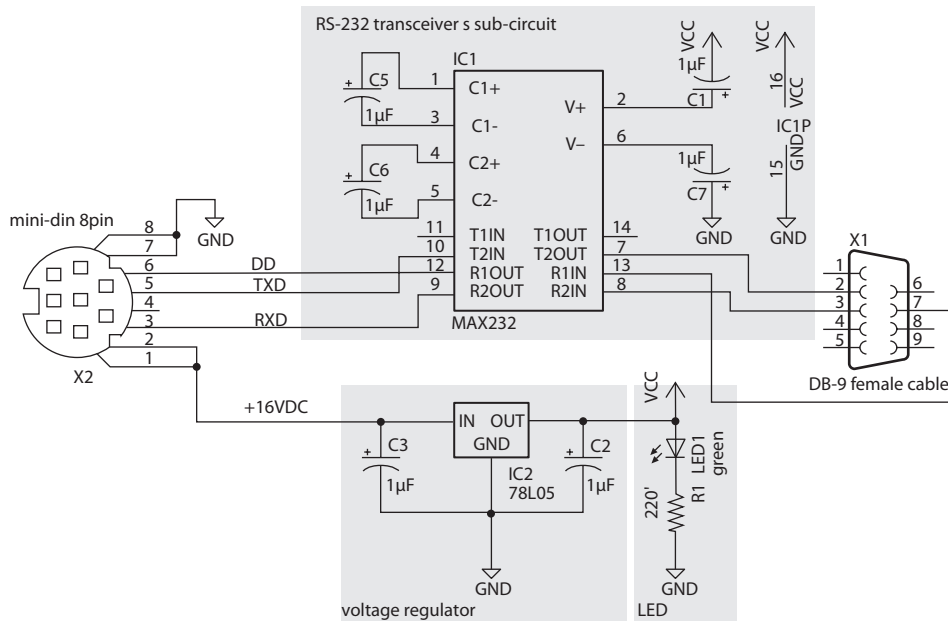 RS-232 transceiver s sub-circuit
IC1
1
C5
+
1µF
3
C1+
C1-
4
C6
+
1µF
5
C2+
C2-
V+
2
1µF
C1
+
VCC
V–
6
1µF
C7
+
GND
VCC
16
VCC
IC1P
15
GND
GND
11
T1IN
10
T2IN
12
R1OUT
9
R2OUT
T1OUT
14
T2OUT
7
R1IN
13
R2IN
8
MAX232
mini-din 8pin
GND
8
7
6
5
4
3
2
1
DD
TXD
RXD
X2
X1
1
2
3
4
5
6
7
8
9
DB-9 female cable
+16VDC
+
C3
1µF
IN OUT
GND
IC2
78L05
+
C2
1µF
GND
voltage regulator
VCC
LED1
green
R1
220'
GND
LED